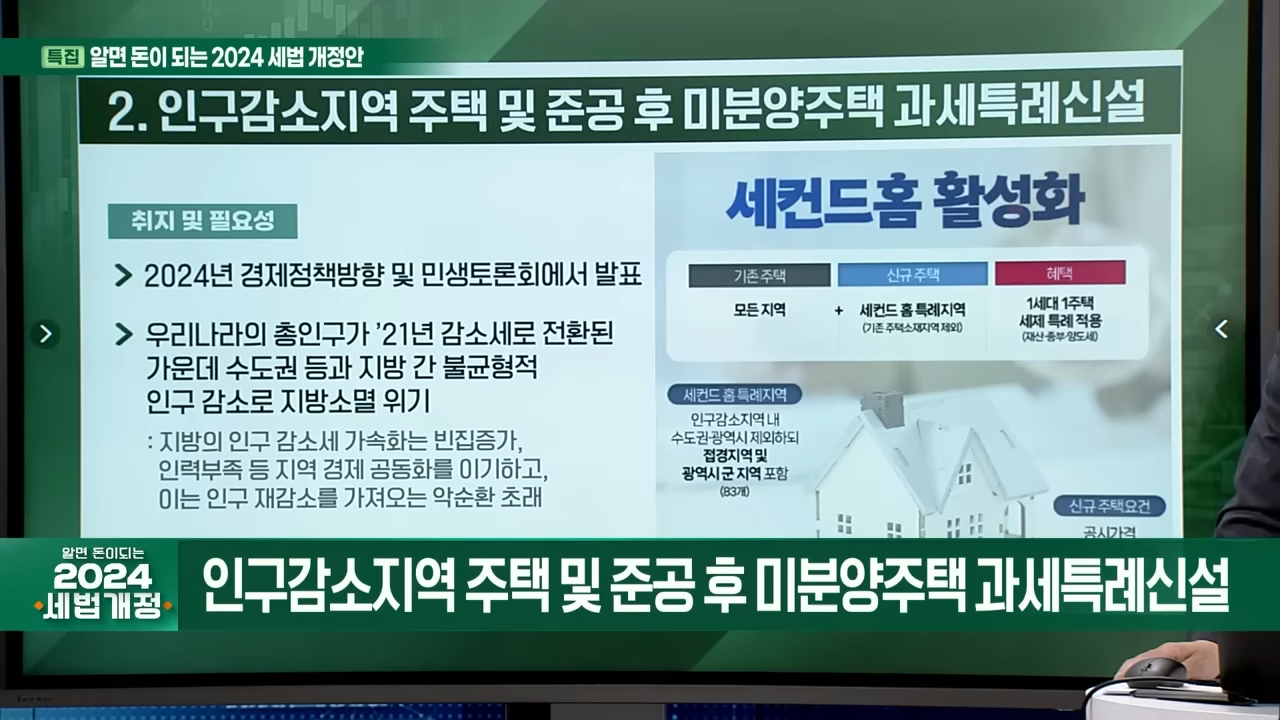 특집 알면 돈이 되는 2024 세법 개정안
2. 인구감소지역 주택 및 준공 후 미분양주택 과세특례신설
취지 및 필요성
2024년 경제정책방향 및 민생토론회에서 발표
우리나라의 총인구가 '21년 감소세로 전환된
가운데 수도권 등과 지방 간 불균형적
인구 감소로 지방소멸 위기
: 지방의 인구 감소세 가속화는 빈집증가,
인력부족 등 지역 경제 공동화를 이기하고,
이는 인구 재감소를 가져오는 악순환 초래
세컨드홈 활성화
기존 주택 신규 주택 혜택
모든 지역 + 세컨드 홈 특례지역 1세대 1주택
(기존 주택소재지역 제외) 세제 특례 적용
(재산·종부·양도세)
세컨드 홈 특례지역
인구감소지역 내
수도권·광역시 제외하되
접경지역 및
광역시 군 지역 포함
(83개)
신규 주택요건
공시가격
알면 돈이되는
2024
세법개정
인구감소지역 주택 및 준공 후 미분양주택 과세특례신설